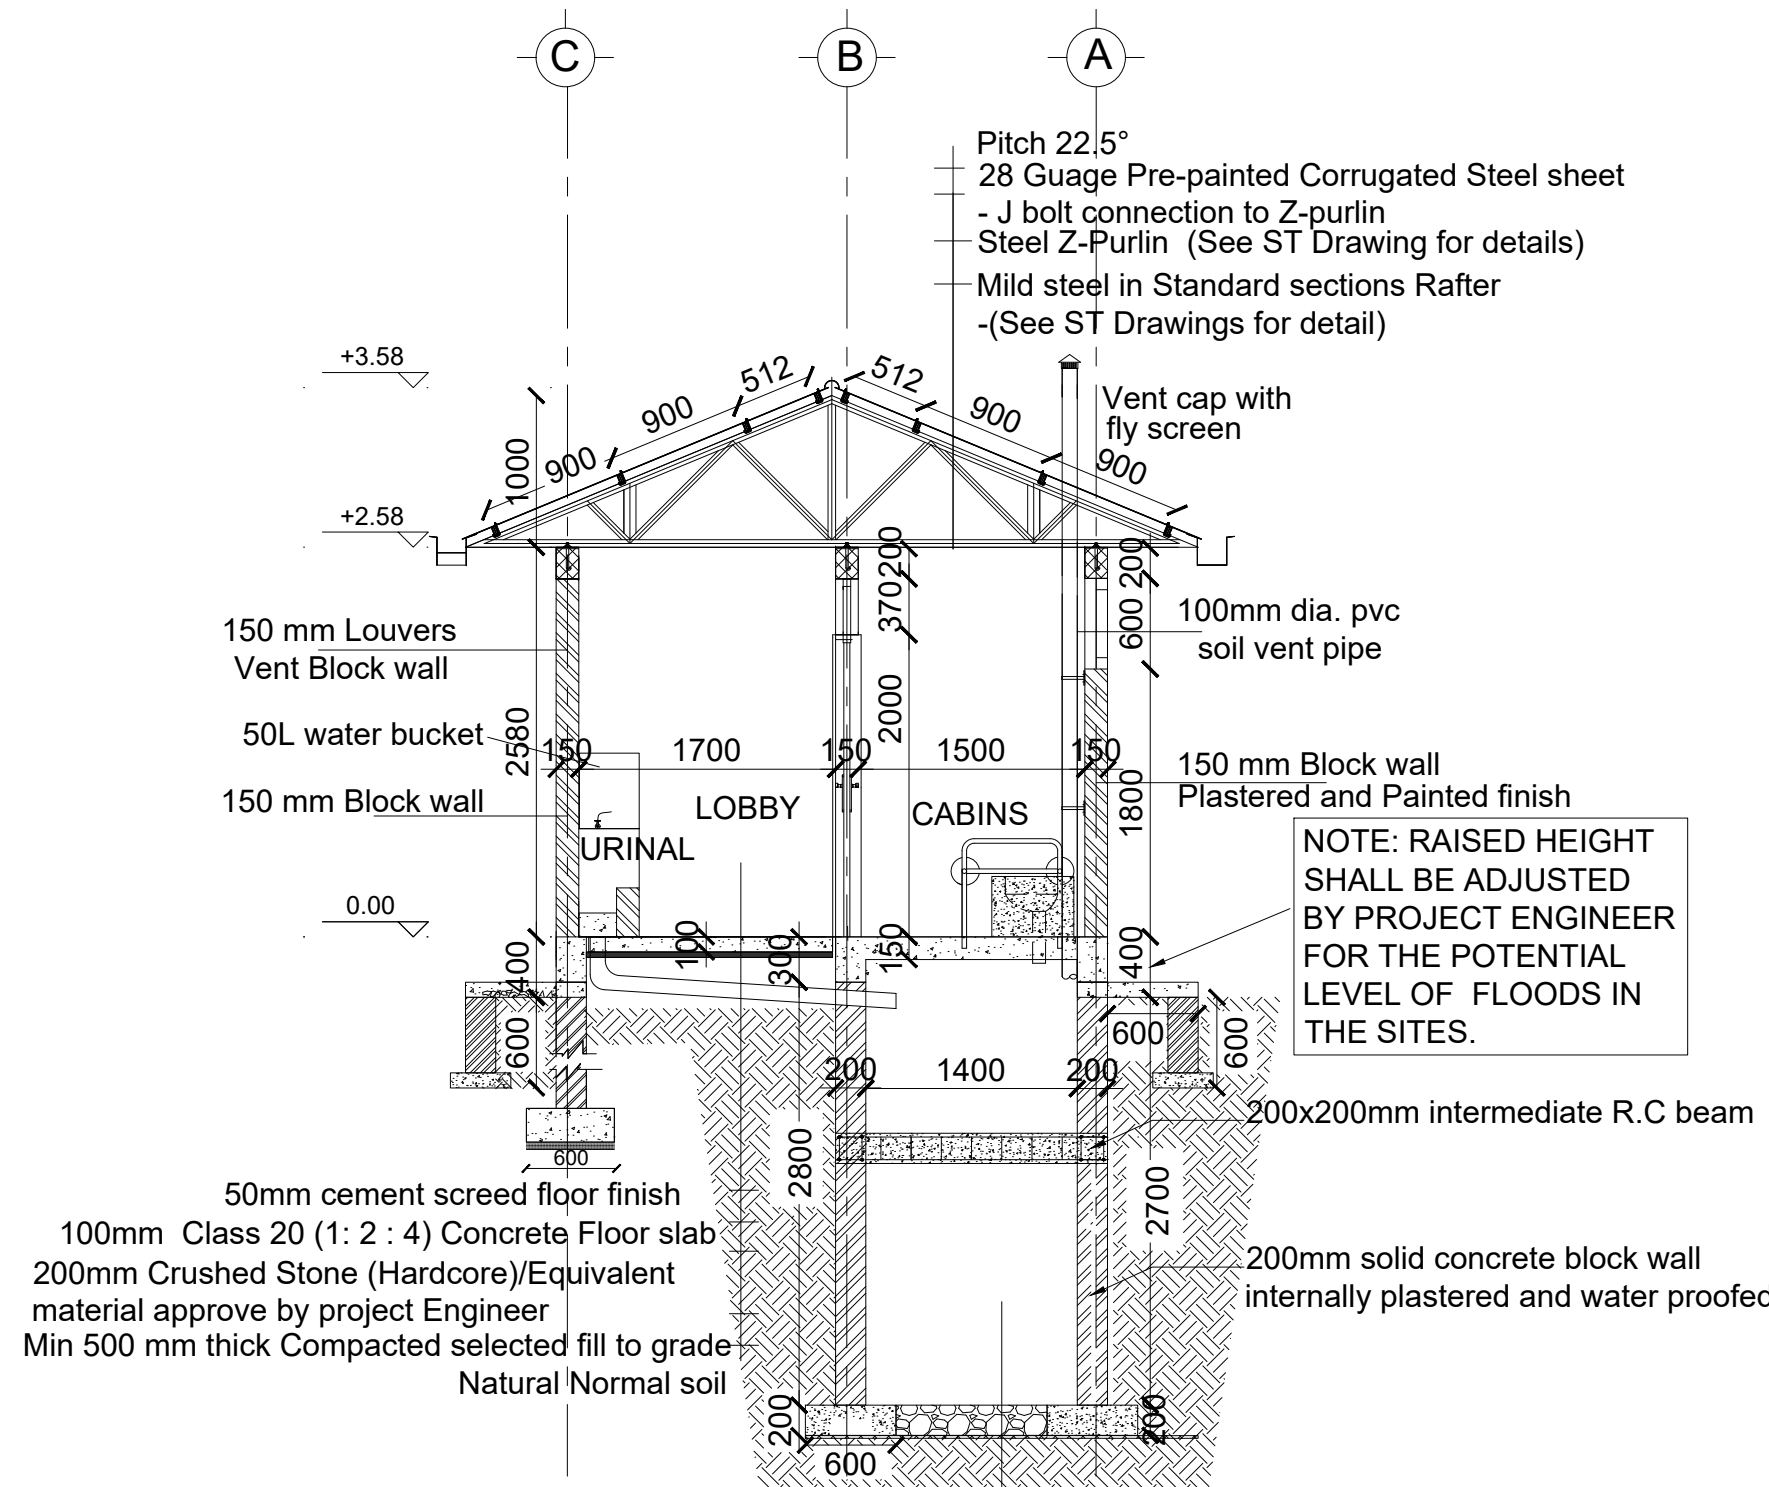 C
B
A
Pitch 22.5°
28 Guage Pre-painted Corrugated Steel sheet
- J bolt connection to Z-purlin
Steel Z-Purlin (See ST Drawing for details)
Mild steel in Standard sections Rafter
-(See ST Drawings for detail)
+3.58
512
512
900
900
Vent cap with
fly screen
1000
900
900
+2.58
200
200
370
600
150 mm Louvers
Vent Block wall
100mm dia. pvc
soil vent pipe
2000
50L water bucket
2580
150
1700
150
1500
150
150 mm Block wall
150 mm Block wall
Plastered and Painted finish
LOBBY
CABINS
1800
URINAL
NOTE: RAISED HEIGHT
SHALL BE ADJUSTED
BY PROJECT ENGINEER
FOR THE POTENTIAL
LEVEL OF FLOODS IN
THE SITES.
0.00
400
100
300
150
400
600
600
600
200
1400
200
200x200mm intermediate R.C beam
600
2800
2700
50mm cement screed floor finish
100mm Class 20 (1: 2 : 4) Concrete Floor slab
200mm Crushed Stone (Hardcore)/Equivalent
material approve by project Engineer
Min 500 mm thick Compacted selected fill to grade
Natural Normal soil
200mm solid concrete block wall
internally plastered and water proofed
200
200
600